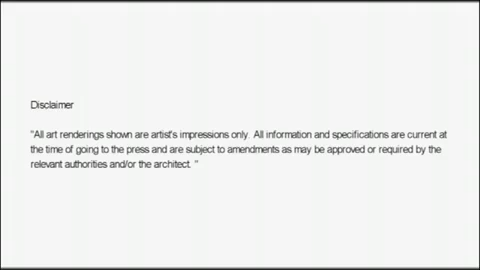 Disclaimer
"All art renderings shown are artist's impressions only. All information and specifications are current at
the time of going to the press and are subject to amendments as may be approved or required by the
relevant authorities and/or the architect. "